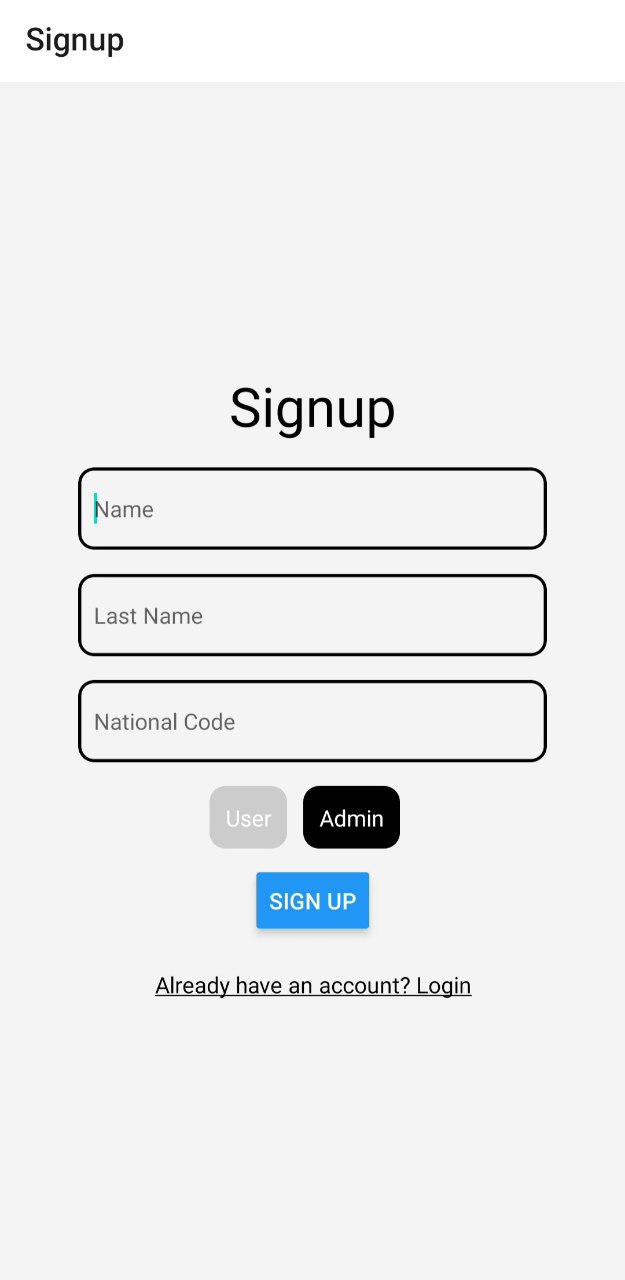 Signup
Signup
Name
Last Name
National Code
User Admin
SIGN UP
Already have an account? Login